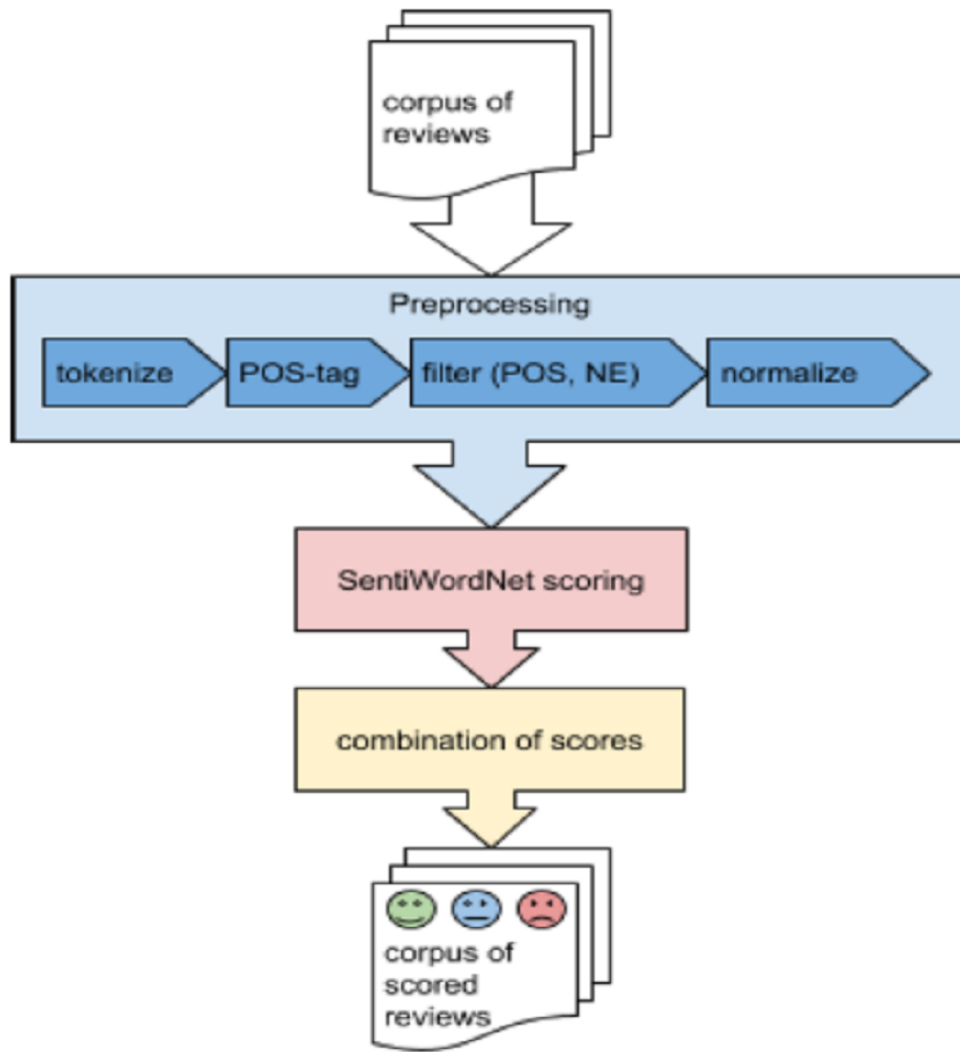 corpus of
reviews
Preprocessing
tokenize
POS-tag
filter (POS, NE)
normalize
SentiWordNet scoring
combination of scores
corpus of
scored
reviews